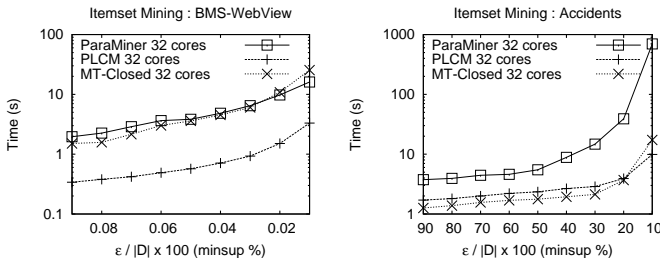 Itemset Mining : BMS-WebView
100
10
1
0.1
Time (s)
ParaMiner 32 cores
PLCM 32 cores
MT-Closed 32 cores
0.08
0.06
0.04
0.02
ε / |D| x 100 (minsup %)
Itemset Mining : Accidents
1000
100
10
1
Time (s)
ParaMiner 32 cores
PLCM 32 cores
MT-Closed 32 cores
90 80 70 60 50 40 30 20 10
ε / |D| x 100 (minsup %)